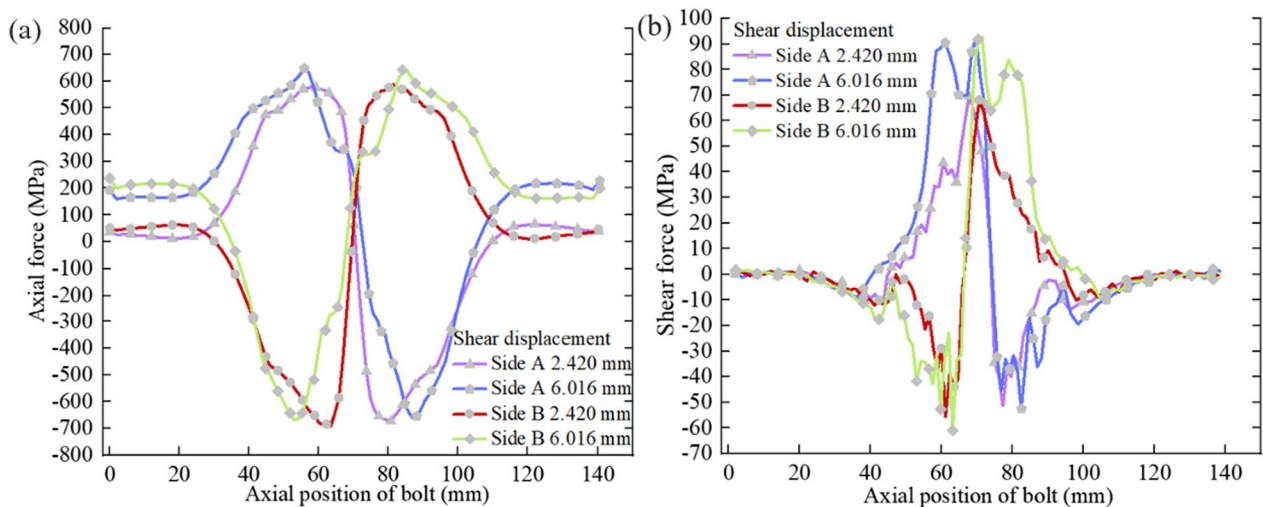 (a)
800
700
600
500
400
300
200
100
0
-100
-200
-300
-400
-500
-600
-700
-800
Axial force (MPa)
Shear displacement
Side A 2.420 mm
Side A 6.016 mm
Side B 2.420 mm
Side B 6.016 mm
0 20 40 60 80 100 120 140
Axial position of bolt (mm)
(b)
100
90
80
70
60
50
40
30
20
10
0
-10
-20
-30
-40
-50
-60
-70
Shear force (MPa)
Shear displacement
Side A 2.420 mm
Side A 6.016 mm
Side B 2.420 mm
Side B 6.016 mm
0 20 40 60 80 100 120 140
Axial position of bolt (mm)